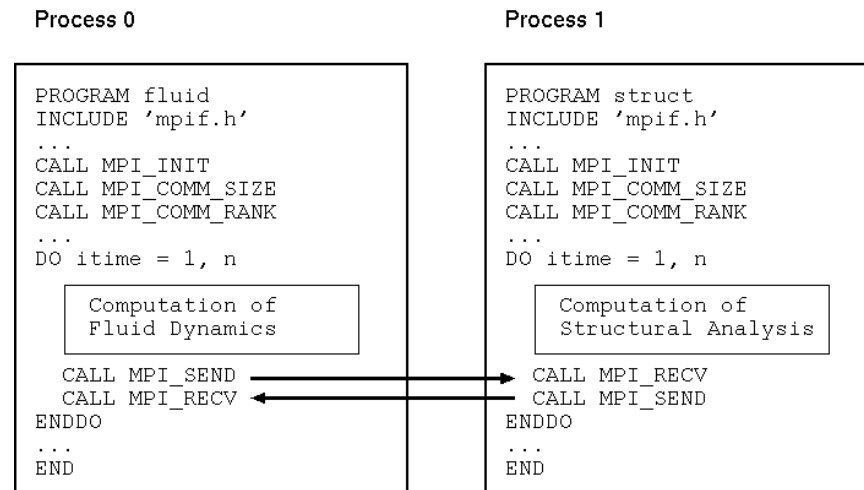 Process 0
PROGRAM fluid
INCLUDE ’mpif.h’
...
CALL MPI_INIT
CALL MPI_COMM_SIZE
CALL MPI_COMM_RANK
...
DO itime = 1, n
Computation of
Fluid Dynamics
CALL MPI_SEND
CALL MPI_RECV
ENDDO
...
END
Process 1
PROGRAM struct
INCLUDE ’mpif.h’
...
CALL MPI_INIT
CALL MPI_COMM_SIZE
CALL MPI_COMM_RANK
...
DO itime = 1, n
Computation of
Structural Analysis
CALL MPI_RECV
CALL MPI_SEND
ENDDO
...
END